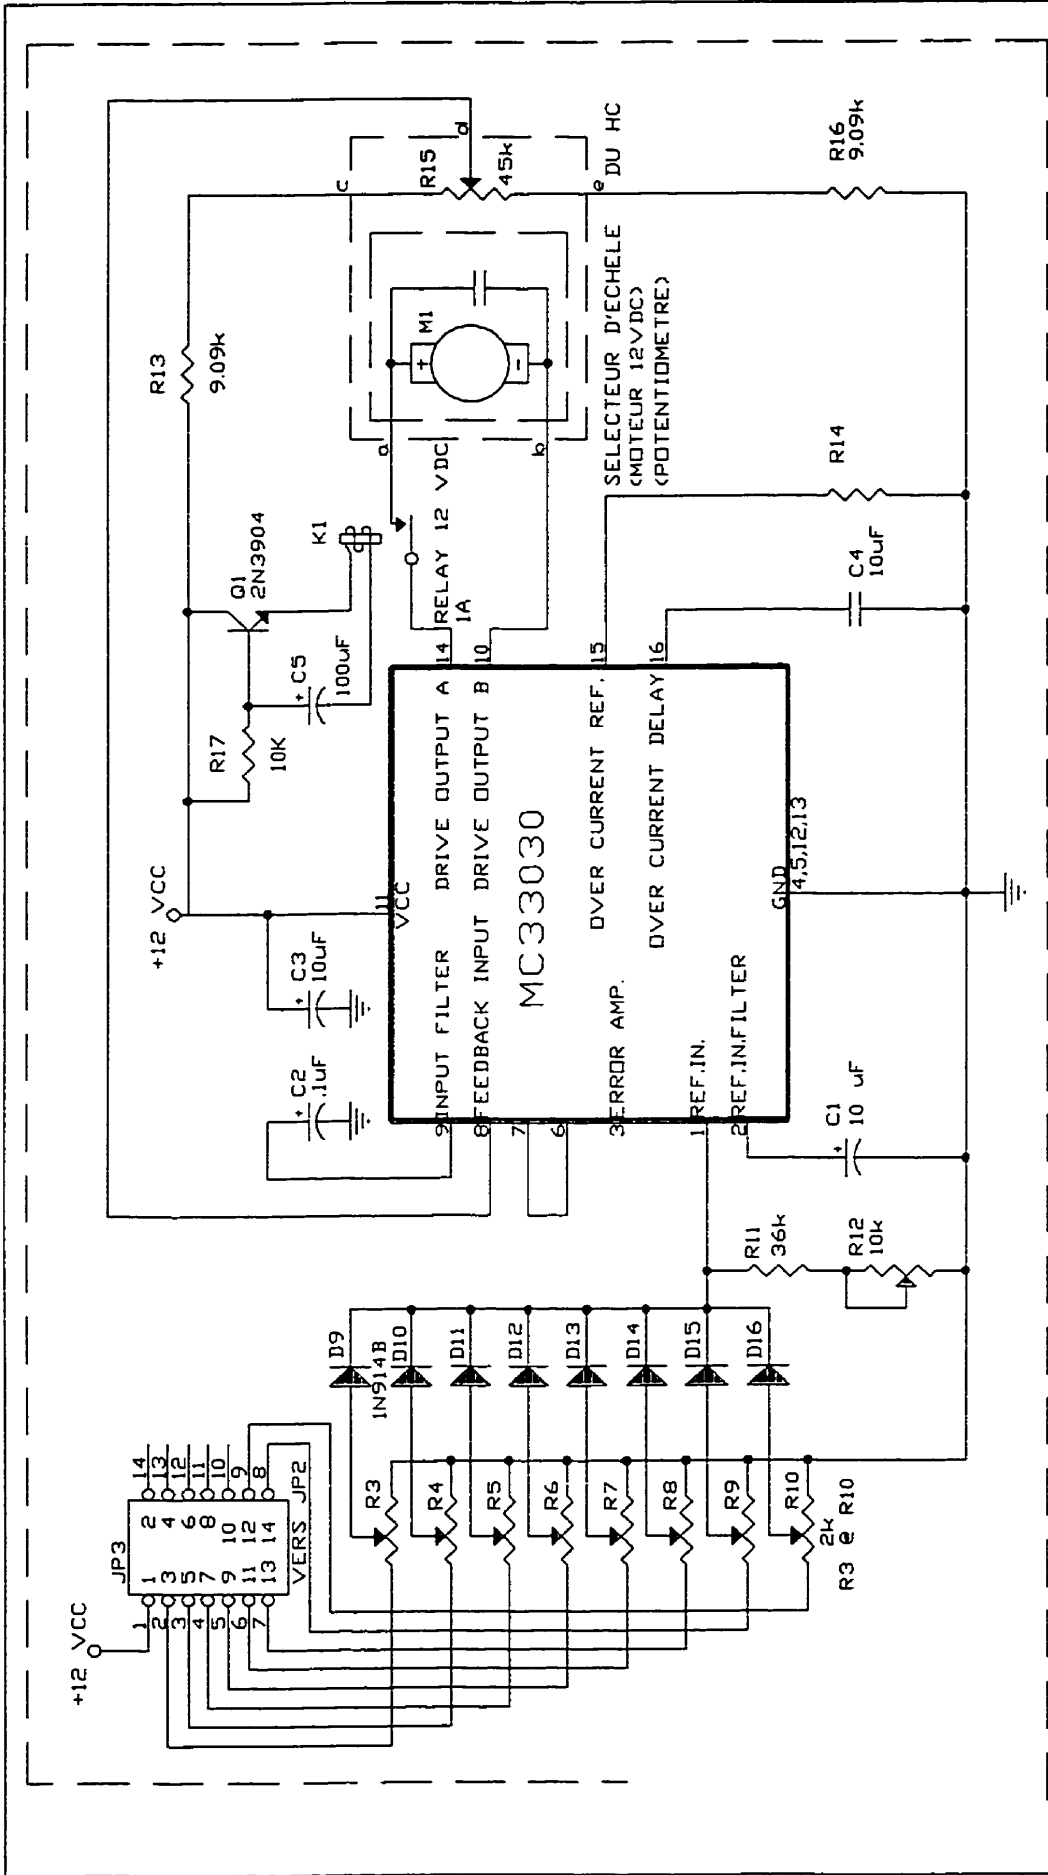 +12 VCC
JP3
1
2
3
4
5
6
7
1
3
5
7
9
11
13
2
4
6
8
10
12
14
14
13
12
11
10
9
8
VERS JP2
R3
R4
R5
R6
R7
R8
R9
R10
2k
R3 @ R10
D9
1N914B
D10
D11
D12
D13
D14
D15
D16
R11
36k
R12
10k
C1
10 uF
C2
.1uF
C3
10uF
+12 VCC
11
VCC
9 INPUT FILTER
8 FEEDBACK INPUT
7
6
3 ERROR AMP.
1 REF.IN.
2 REF.IN.FILTER
MC33030
DRIVE OUTPUT A 14
DRIVE OUTPUT B 10
OVER CURRENT REF. 15
OVER CURRENT DELAY 16
GND
4,5,12,13
R17
10K
C5
100uF
Q1
2N3904
K1
RELAY 12 VDC
1A
R13
9.09k
a
b
c
d
e
M1
+
-
R15
45k
SELECTEUR D'ECHELE DU HC
(MOTEUR 12VDC)
(POTENTIOMETRE)
R14
C4
10uF
R16
9.09k